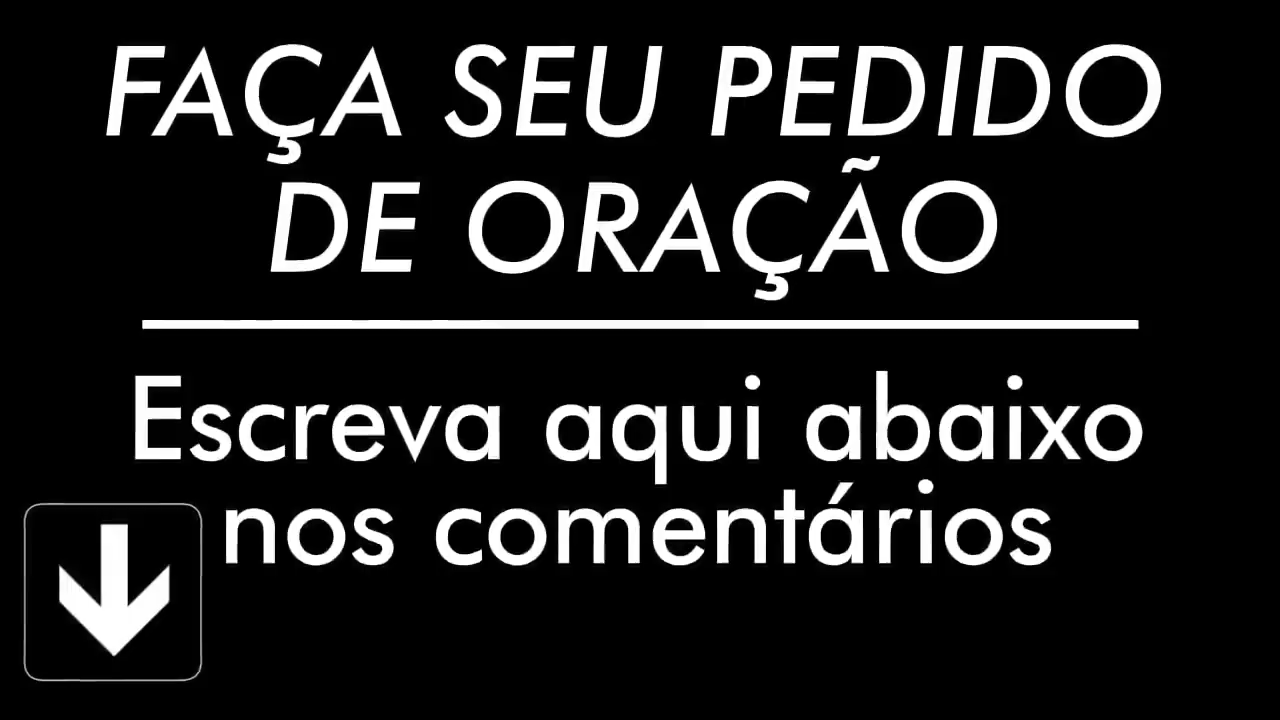 FAÇA SEU PEDIDO
DE ORAÇÃO
Escreva aqui abaixo
nos comentários